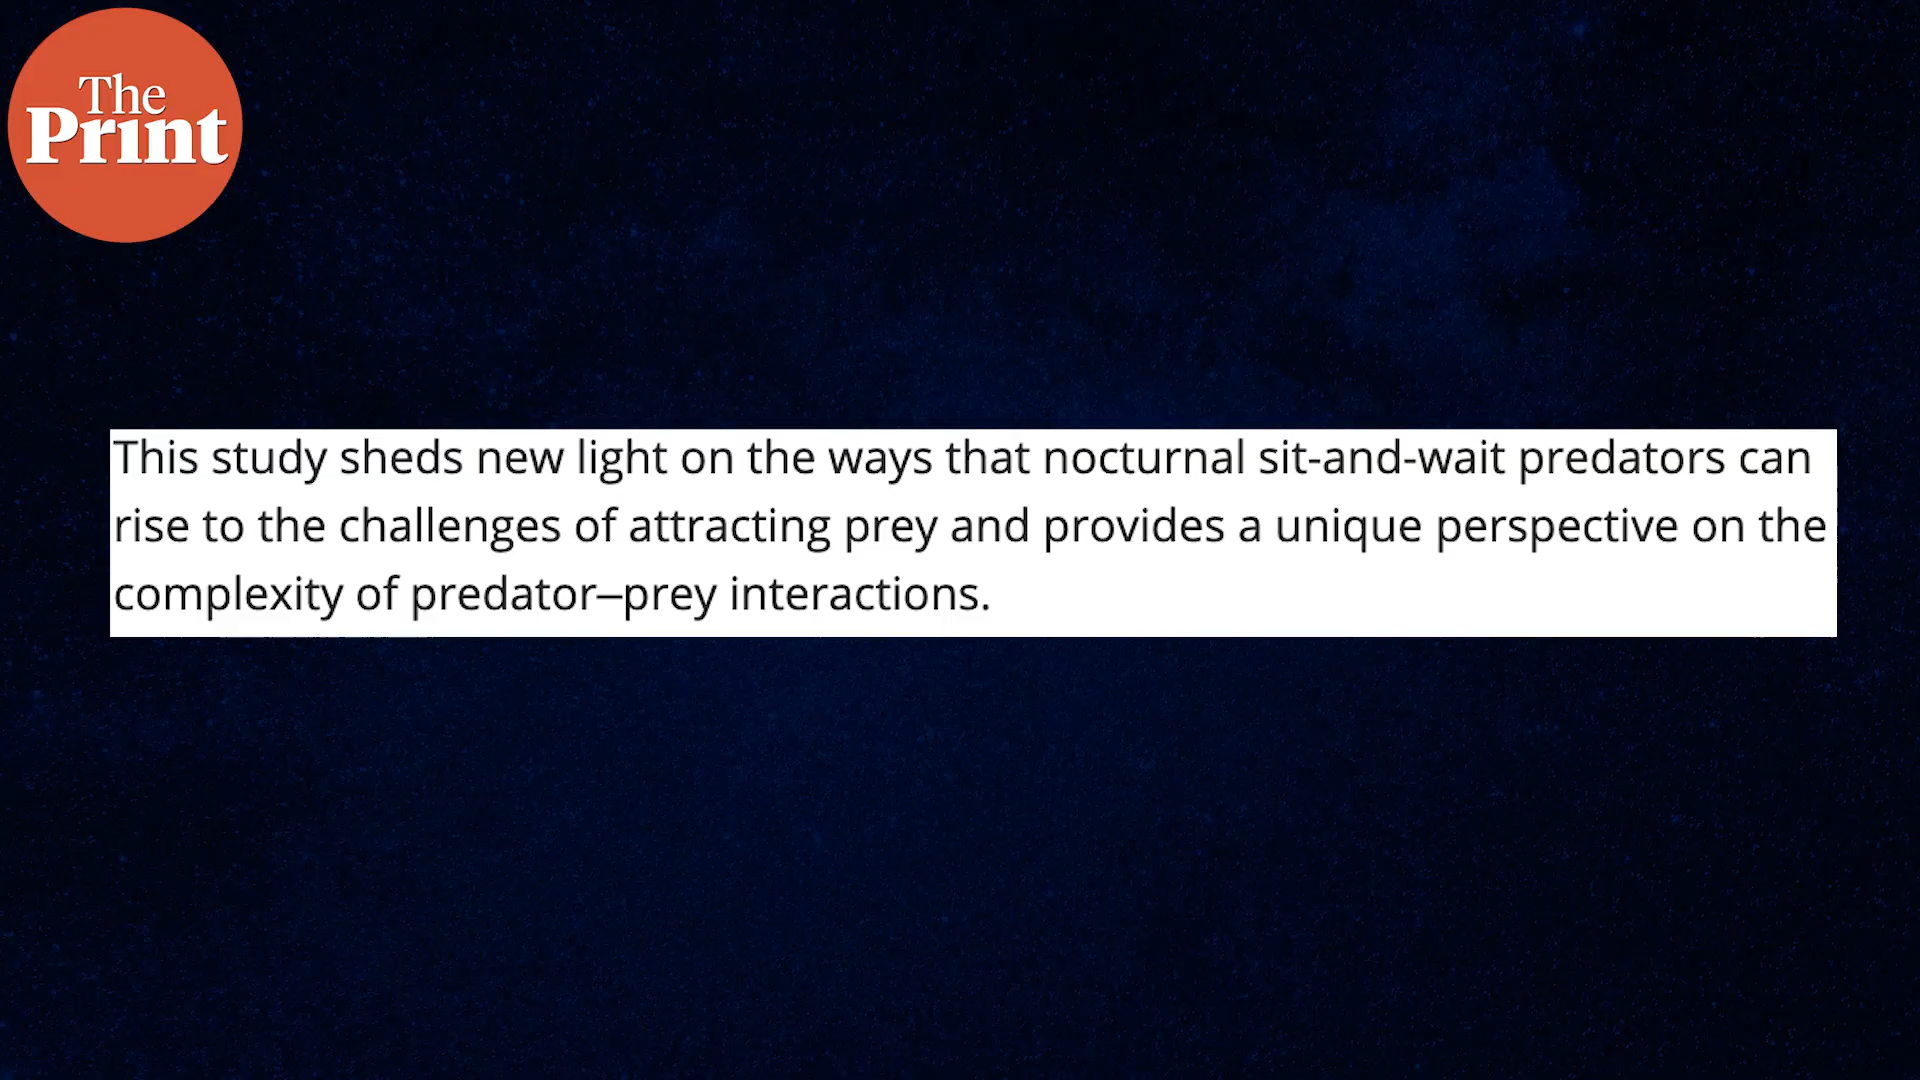 The
Print
This study sheds new light on the ways that nocturnal sit-and-wait predators can
rise to the challenges of attracting prey and provides a unique perspective on the
complexity of predator–prey interactions.